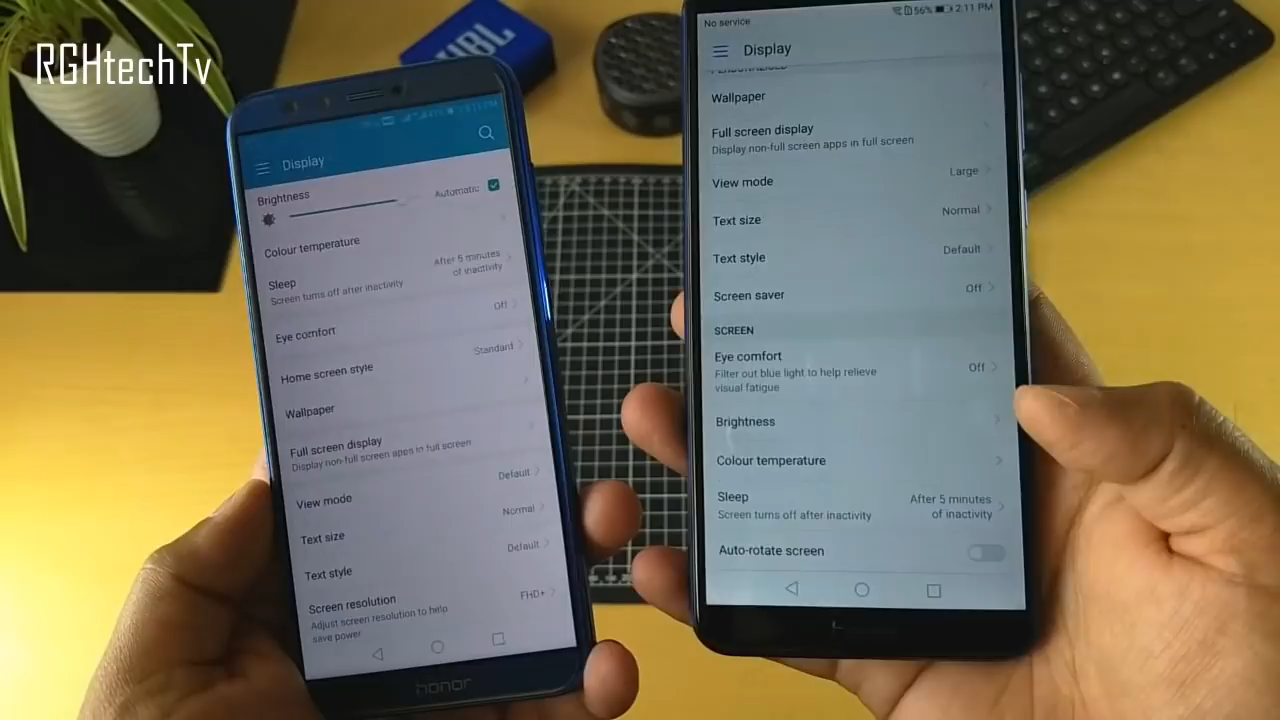 RGHtechTv
JBL
Display
Brightness
Automatic
Colour temperature
Sleep
Screen turns off after inactivity
After 5 minutes
of inactivity
Eye comfort
Off
Home screen style
Standard
Wallpaper
Full screen display
Display non-full screen apps in full screen
View mode
Default
Text size
Normal
Text style
Default
Screen resolution
Adjust screen resolution to help
save power
FHD+
honor
No service
56%
2:11 PM
Display
Wallpaper
Full screen display
Display non-full screen apps in full screen
View mode
Large
Text size
Normal
Text style
Default
Screen saver
Off
SCREEN
Eye comfort
Filter out blue light to help relieve
visual fatigue
Off
Brightness
Colour temperature
Sleep
Screen turns off after inactivity
After 5 minutes
of inactivity
Auto-rotate screen